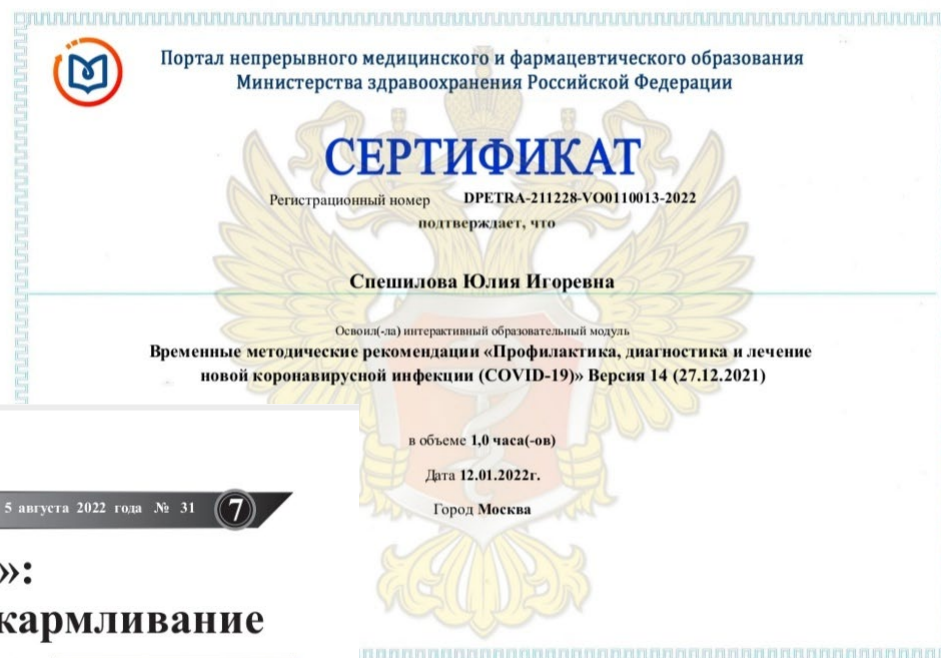 Портал непрерывного медицинского и фармацевтического образования
Министерства здравоохранения Российской Федерации
СЕРТИФИКАТ
Регистрационный номер DPETRA-211228-VO0110013-2022
подтверждает, что
Спешилова Юлия Игоревна
Освоил(-ла) интерактивный образовательный модуль
Временные методические рекомендации «Профилактика, диагностика и лечение
новой коронавирусной инфекции (COVID-19)» Версия 14 (27.12.2021)
в объеме 1,0 часа(-ов)
Дата 12.01.2022г.
Город Москва
5 августа 2022 года № 31 7
»:
кармливание